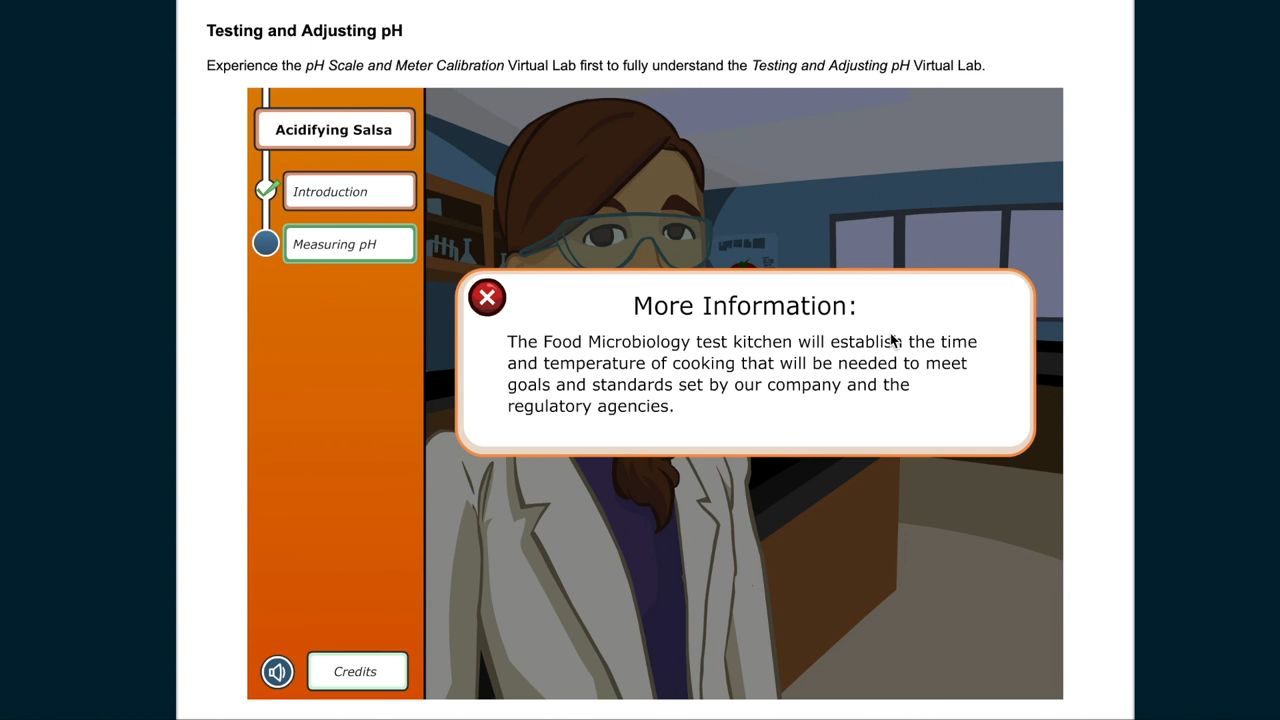 Testing and Adjusting pH
Experience the pH Scale and Meter Calibration Virtual Lab first to fully understand the Testing and Adjusting pH Virtual Lab.
Acidifying Salsa
Introduction
Measuring pH
More Information:
The Food Microbiology test kitchen will establish the time
and temperature of cooking that will be needed to meet
goals and standards set by our company and the
regulatory agencies.
Credits